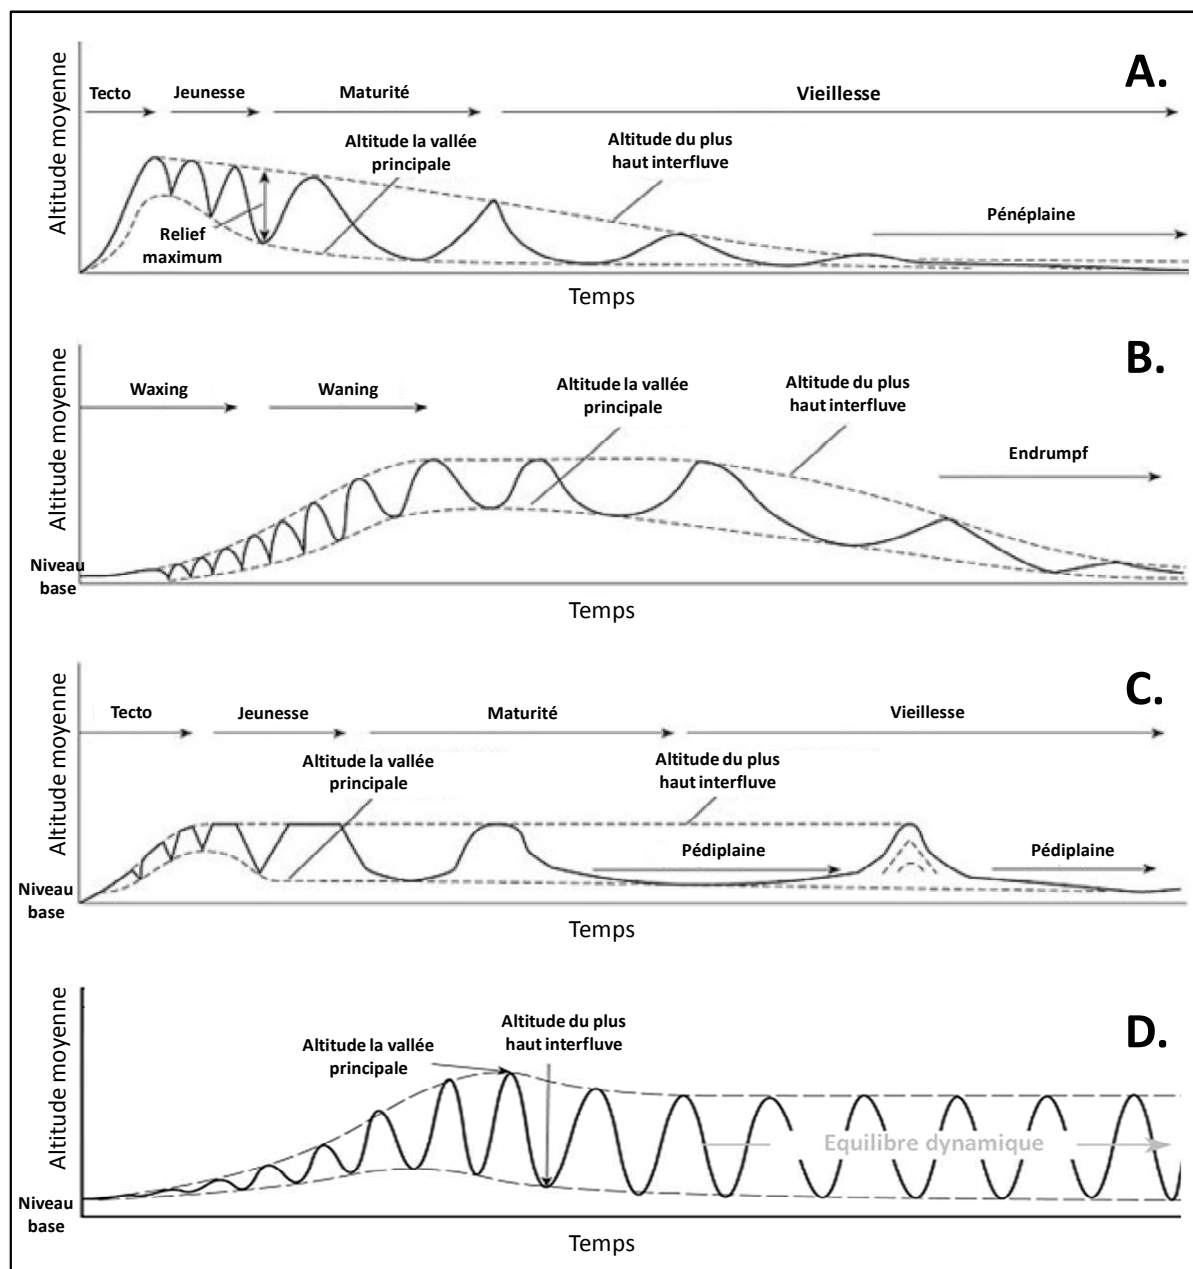 A.
Altitude moyenne
Tecto
Jeunesse
Maturité
Vieillesse
Altitude la vallée
principale
Altitude du plus
haut interfluve
Relief
maximum
Pénéplaine
Temps
B.
Altitude moyenne
Waxing
Waning
Altitude la vallée
principale
Altitude du plus
haut interfluve
Endrumpf
Niveau
base
Temps
C.
Altitude moyenne
Tecto
Jeunesse
Maturité
Vieillesse
Altitude la vallée
principale
Altitude du plus
haut interfluve
Pédiplaine
Pédiplaine
Niveau
base
Temps
D.
Altitude moyenne
Altitude la vallée
principale
Altitude du plus
haut interfluve
Equilibre dynamique
Niveau
base
Temps